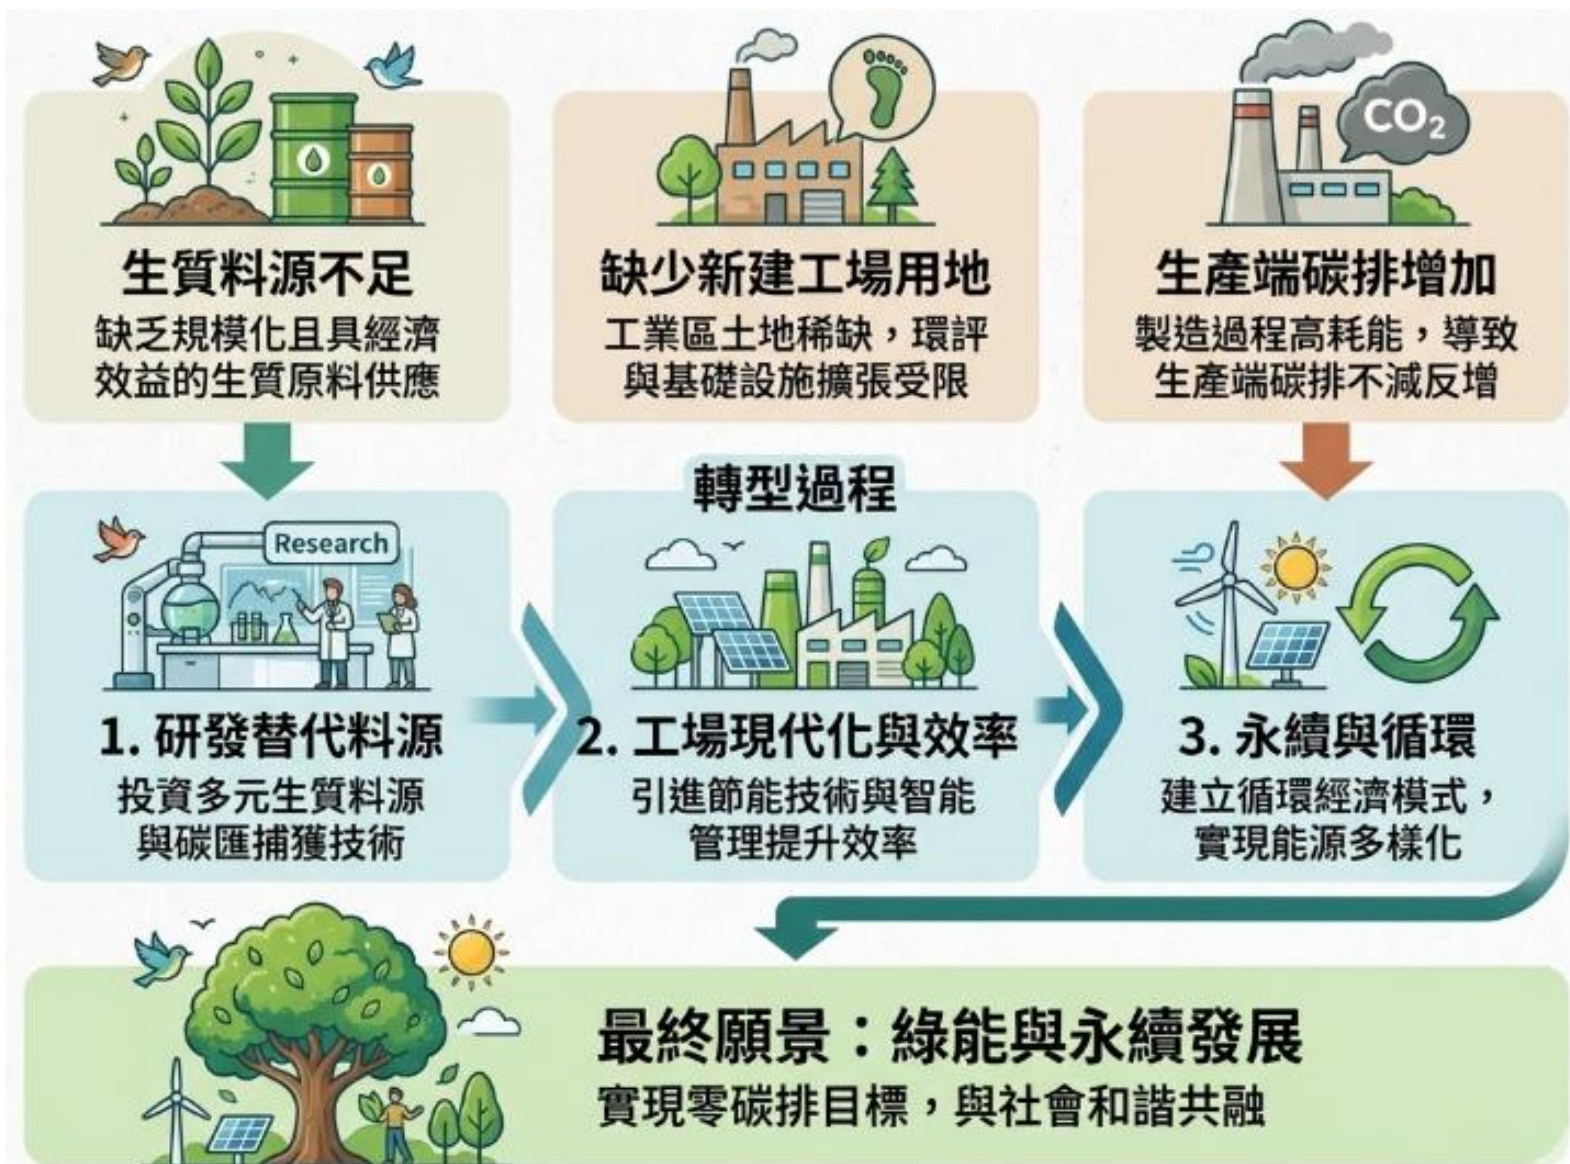 CO₂
生質料源不足
缺乏規模化且具經濟
效益的生質原料供應
缺少新建工場用地
工業區土地稀缺，環評
與基礎設施擴張受限
生產端碳排增加
製造過程高耗能，導致
生產端碳排不減反增
轉型過程
Research
1. 研發替代料源
投資多元生質料源
與碳匯捕獲技術
2. 工場現代化與效率
引進節能技術與智能
管理提升效率
3. 永續與循環
建立循環經濟模式，
實現能源多樣化
最終願景：綠能與永續發展
實現零碳排目標，與社會和諧共融